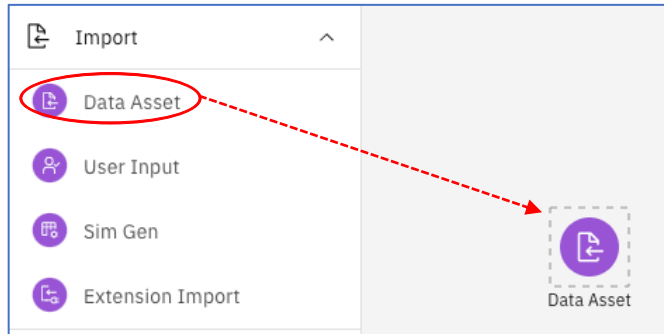 Import
Data Asset
User Input
Sim Gen
Extension Import
Data Asset